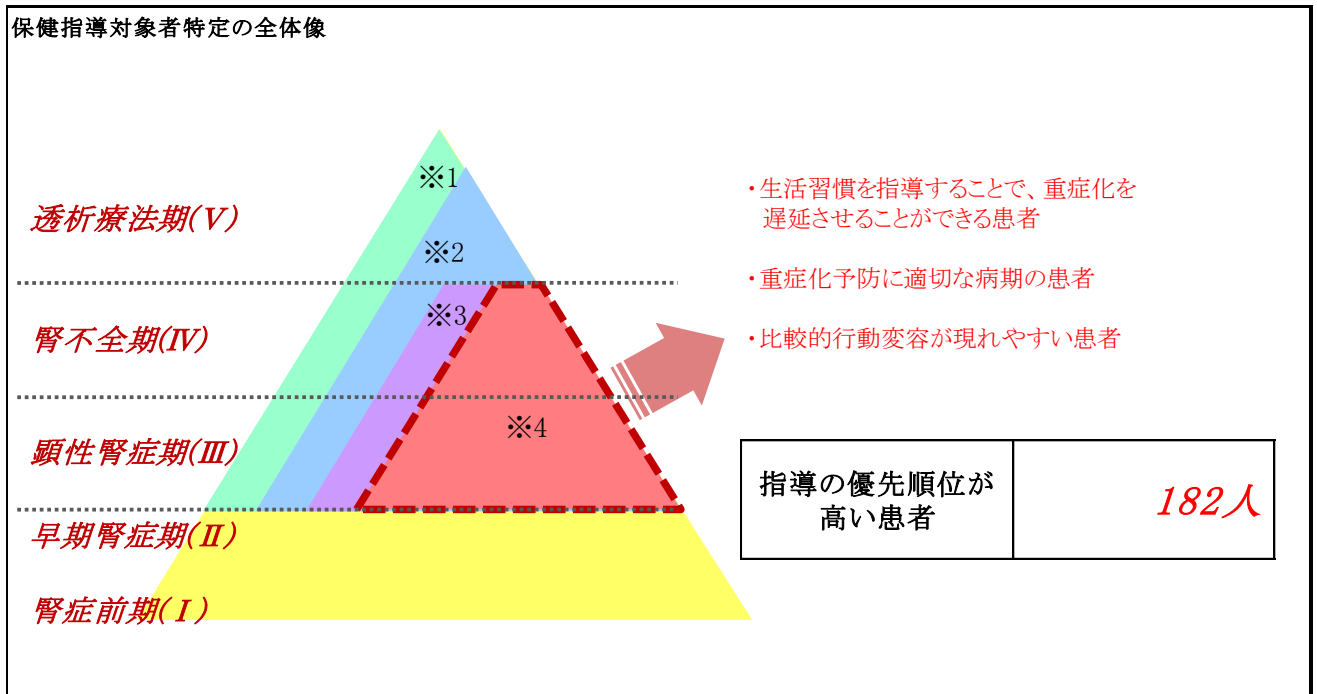 保健指導対象者特定の全体像
※1
透析療法期(Ⅴ)
※2
腎不全期(Ⅳ)
※3
顕性腎症期(Ⅲ)
※4
早期腎症期(Ⅱ)
腎症前期(Ⅰ)
・生活習慣を指導することで、重症化を
遅延させることができる患者
・重症化予防に適切な病期の患者
・比較的行動変容が現れやすい患者
指導の優先順位が
高い患者
182人